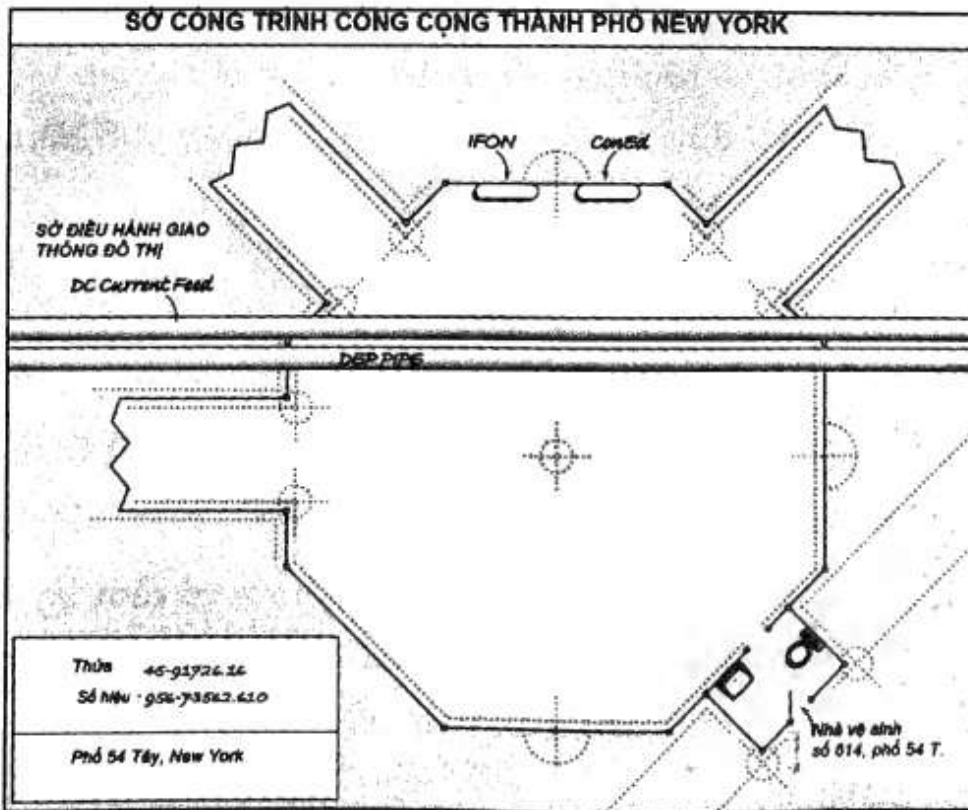 SỞ CÔNG TRÌNH CÔNG CỘNG THÀNH PHỐ NEW YORK
IFON
ConEd
SỞ ĐIỀU HÀNH GIAO
THÔNG ĐÔ THỊ
DC Current Feed
DEP PIPE
Thửa 45-91726.16
Số hiệu 956-73562.610
Phố 54 Tây, New York
Nhà vệ sinh
số 614, phố 54 T.